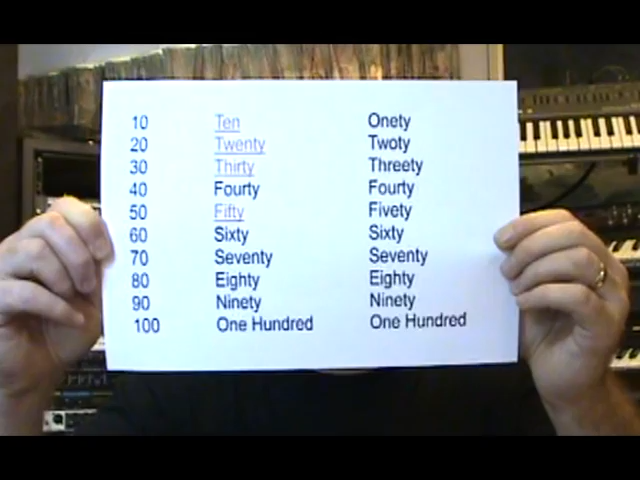 10 Ten Onety
20 Twenty Twoty
30 Thirty Threety
40 Fourty Fourty
50 Fifty Fivety
60 Sixty Sixty
70 Seventy Seventy
80 Eighty Eighty
90 Ninety Ninety
100 One Hundred One Hundred